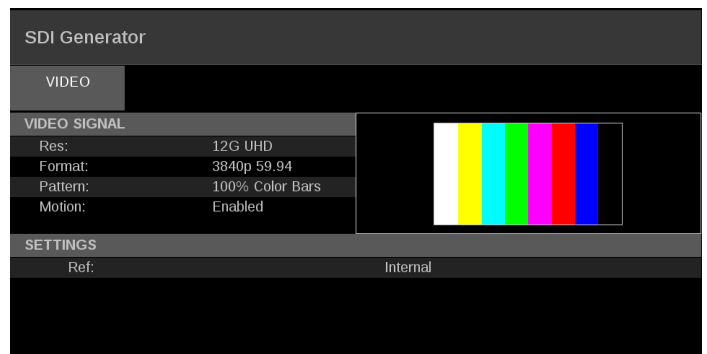 SDI Generator
VIDEO
VIDEO SIGNAL
Res: 12G UHD
Format: 3840p 59.94
Pattern: 100% Color Bars
Motion: Enabled
SETTINGS
Ref: Internal